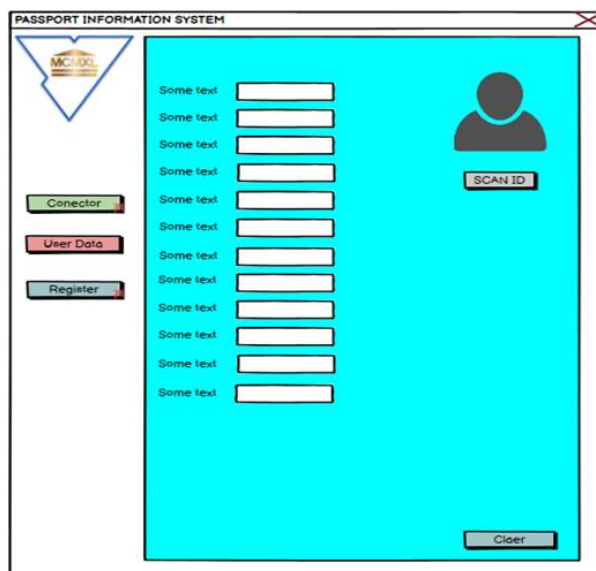 PASSPORT INFORMATION SYSTEM
MCMXL
Some text
Some text
Some text
Some text
Some text
Some text
Some text
Some text
Some text
Some text
Some text
Some text
SCAN ID
Conector
User Data
Register
Claer